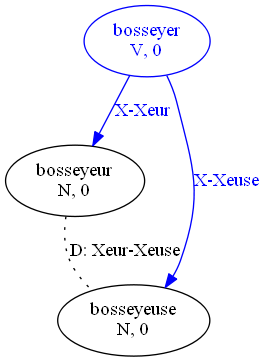 bosseyer
V, 0
X-Xeur
bosseyeur
N, 0
X-Xeuse
D: Xeur-Xeuse
bosseyeuse
N, 0